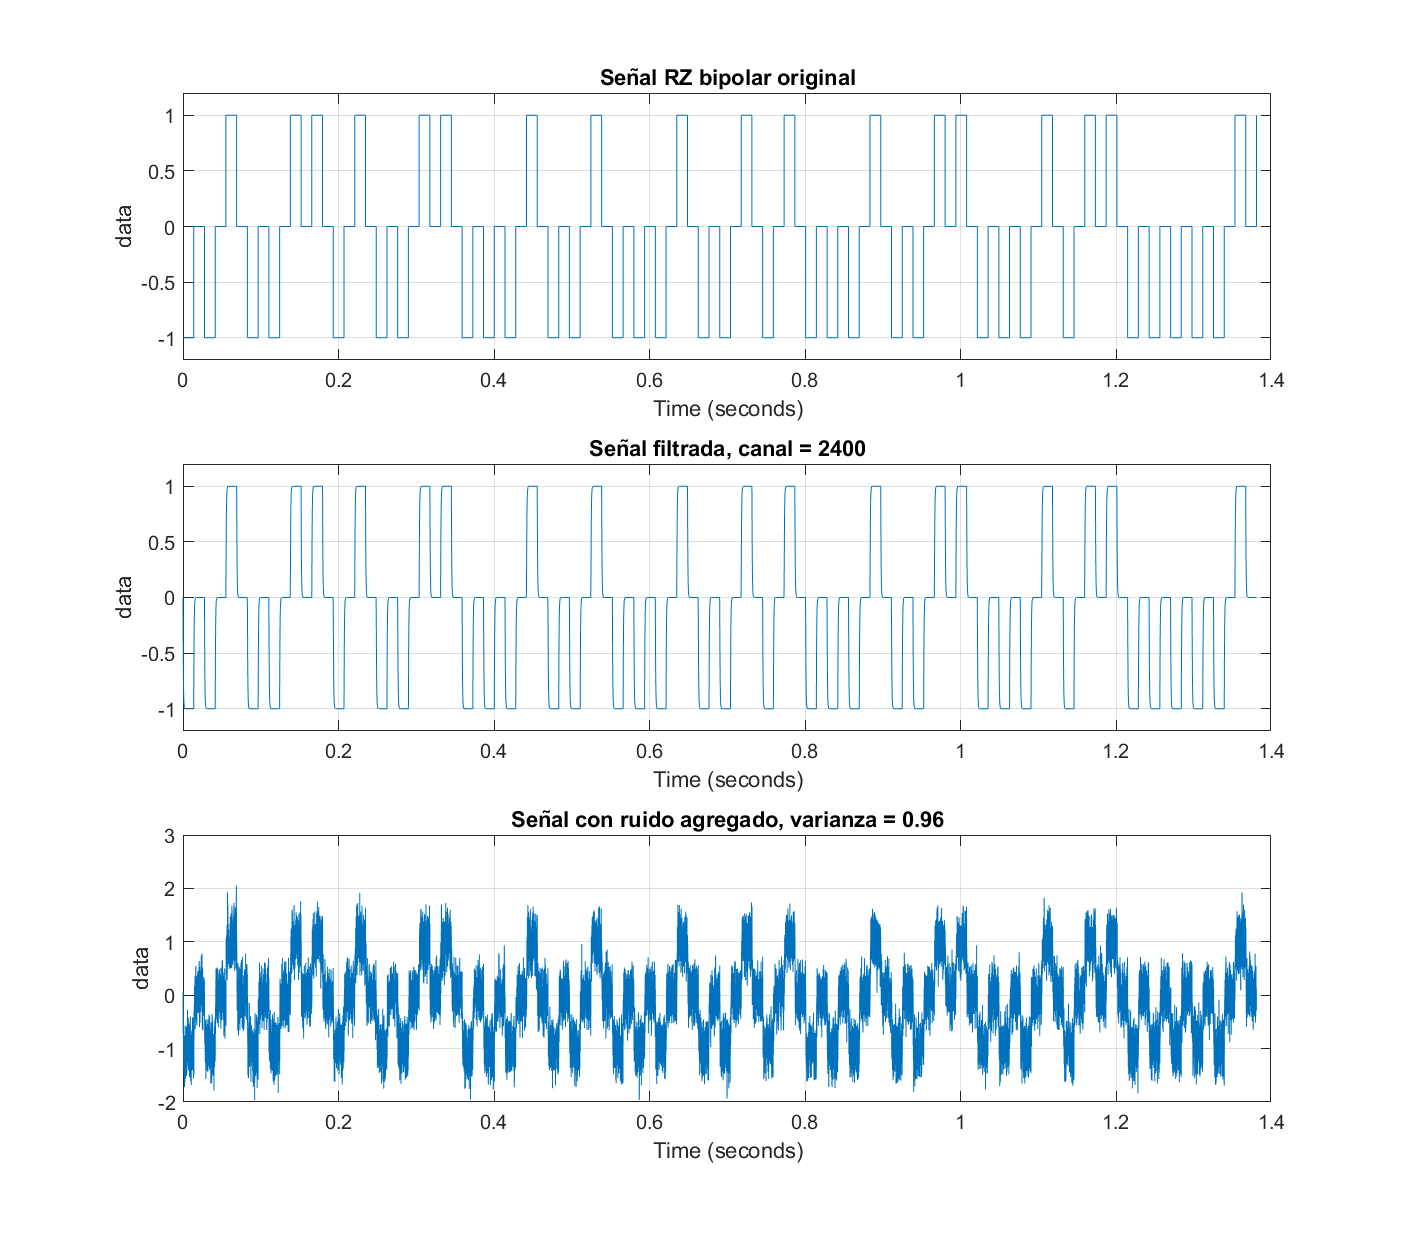 Señal RZ bipolar original
1
0.5
0
-0.5
-1
data
0 0.2 0.4 0.6 0.8 1 1.2 1.4
Time (seconds)
Señal filtrada, canal = 2400
1
0.5
0
-0.5
-1
data
0 0.2 0.4 0.6 0.8 1 1.2 1.4
Time (seconds)
Señal con ruido agregado, varianza = 0.96
3
2
1
0
-1
-2
data
0 0.2 0.4 0.6 0.8 1 1.2 1.4
Time (seconds)